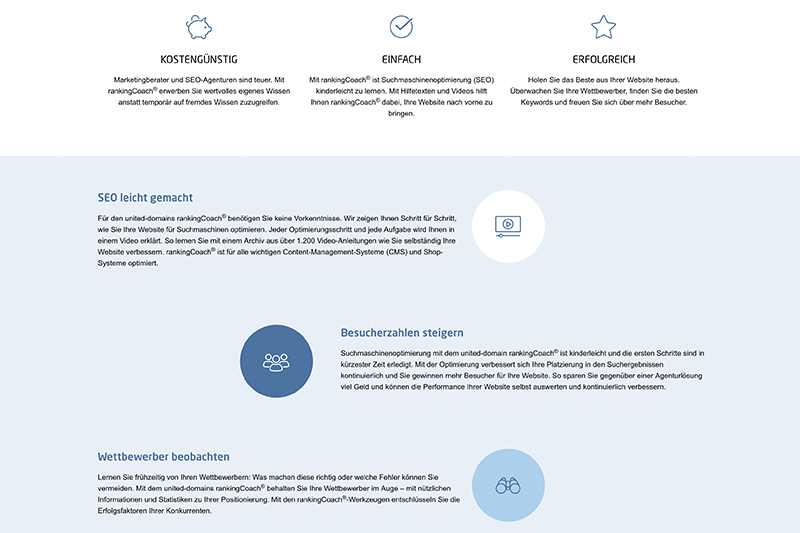 KOSTENGÜNSTIG
Marketingberater und SEO-Agenturen sind teuer. Mit
rankingCoach® erwerben Sie wertvolles eigenes Wissen
anstatt temporär auf fremdes Wissen zuzugreifen.
EINFACH
Mit rankingCoach® ist Suchmaschinenoptimierung (SEO)
kinderleicht zu lernen. Mit Hilfetexten und Videos hilft
Ihnen rankingCoach® dabei, Ihre Website nach vorne zu
bringen.
ERFOLGREICH
Holen Sie das Beste aus Ihrer Website heraus.
Überwachen Sie Ihre Wettbewerber, finden Sie die besten
Keywords und freuen Sie sich über mehr Besucher.
SEO leicht gemacht
Für den united-domains rankingCoach® benötigen Sie keine Vorkenntnisse. Wir zeigen Ihnen Schritt für Schritt,
wie Sie Ihre Website für Suchmaschinen optimieren. Jeder Optimierungsschritt und jede Aufgabe wird Ihnen in
einem Video erklärt. So lernen Sie mit einem Archiv aus über 1.200 Video-Anleitungen wie Sie selbständig Ihre
Website verbessern. rankingCoach® ist für alle wichtigen Content-Management-Systeme (CMS) und Shop-
Systeme optimiert.
Besucherzahlen steigern
Suchmaschinenoptimierung mit dem united-domain rankingCoach® ist kinderleicht und die ersten Schritte sind in
kürzester Zeit erledigt. Mit der Optimierung verbessert sich Ihre Platzierung in den Suchergebnissen
kontinuierlich und Sie gewinnen mehr Besucher für Ihre Website. So sparen Sie gegenüber einer Agenturlösung
viel Geld und können die Performance Ihrer Website selbst auswerten und kontinuierlich verbessern.
Wettbewerber beobachten
Lernen Sie frühzeitig von Ihren Wettbewerbern: Was machen diese richtig oder welche Fehler können Sie
vermeiden. Mit dem united-domains rankingCoach® behalten Sie Ihre Wettbewerber im Auge – mit nützlichen
Informationen und Statistiken zu Ihrer Positionierung. Mit den rankingCoach®-Werkzeugen entschlüsseln Sie die
Erfolgsfaktoren Ihrer Konkurrenten.